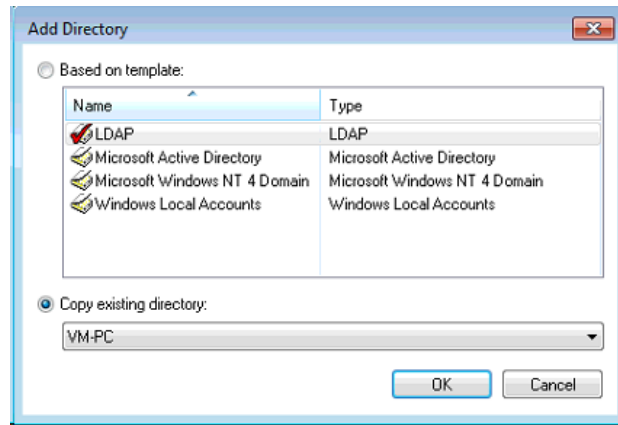 Add Directory
Based on template:
Name Type
LDAP LDAP
Microsoft Active Directory Microsoft Active Directory
Microsoft Windows NT 4 Domain Microsoft Windows NT 4 Domain
Windows Local Accounts Windows Local Accounts
Copy existing directory:
VM-PC
OK Cancel